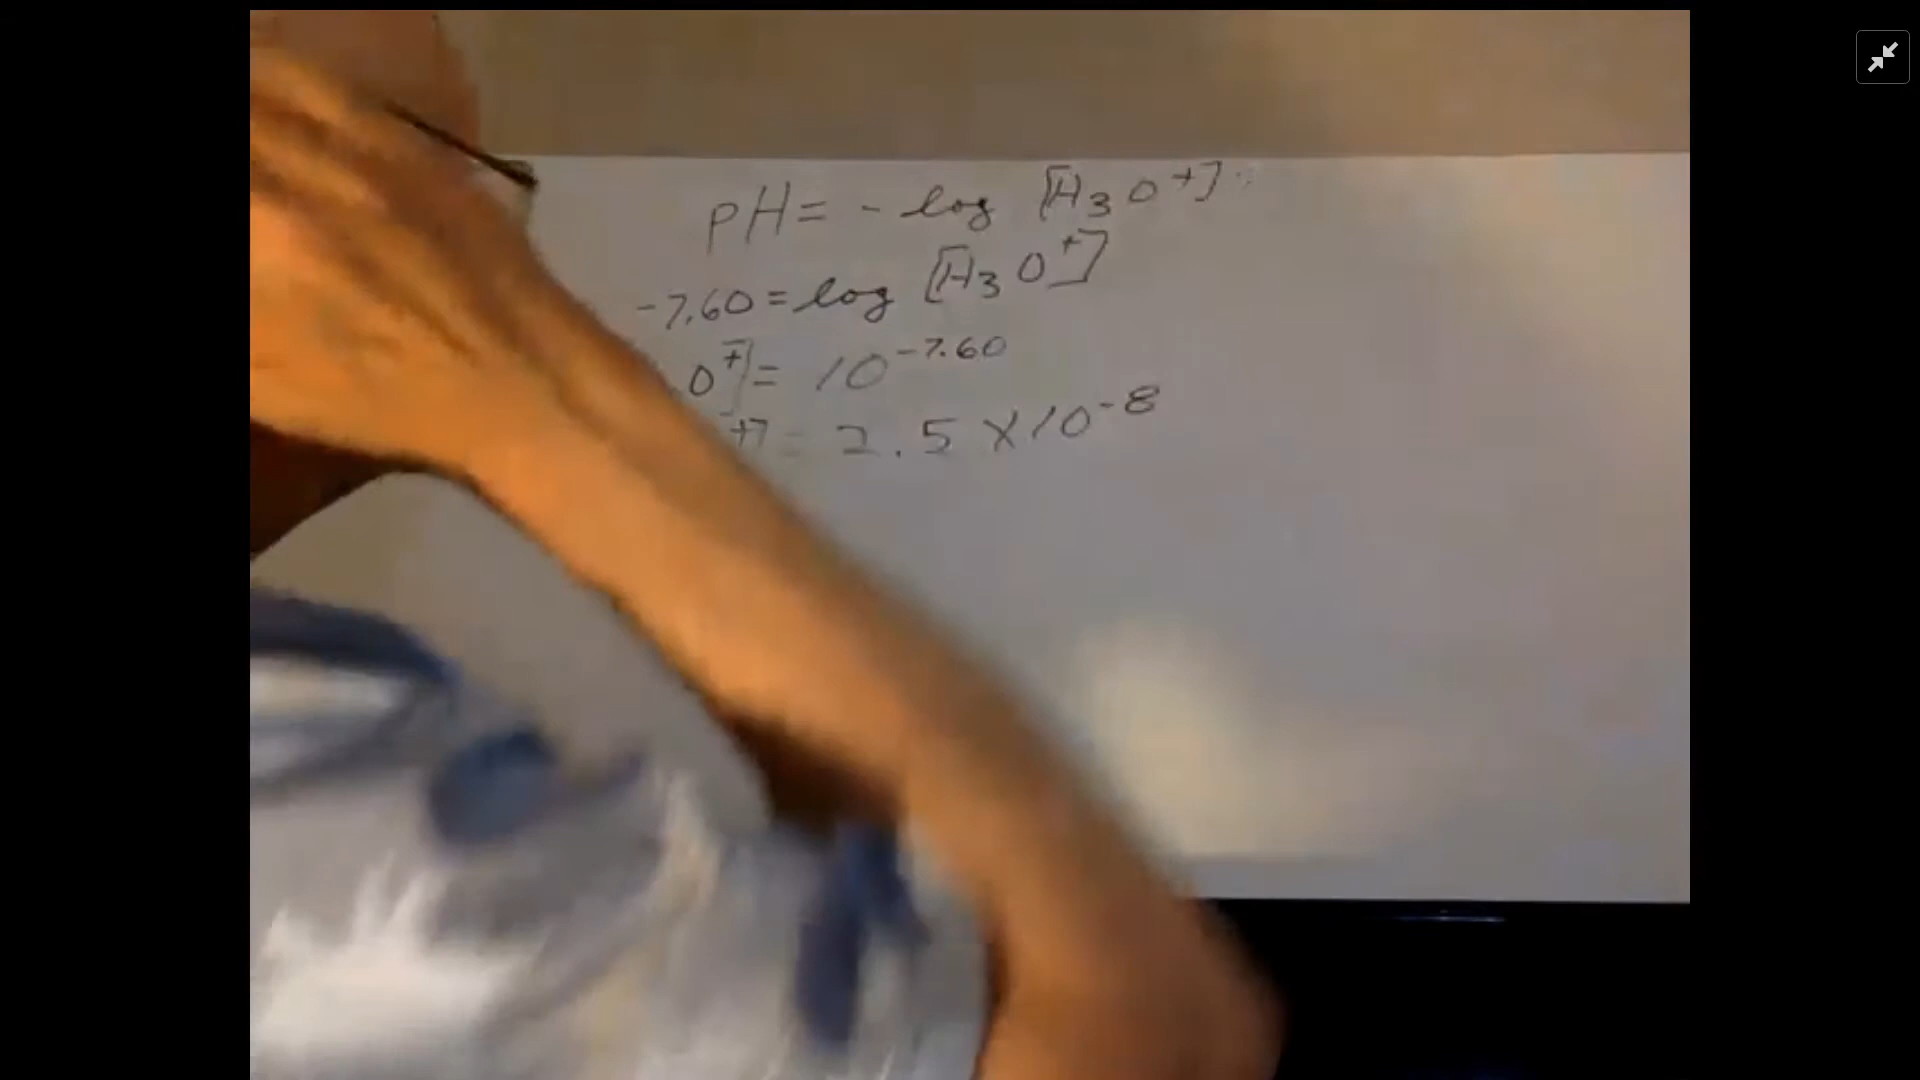 pH = - log [H₃O⁺]
-7.60 = log [H₃O⁺]
O⁺] = 10⁻⁷·⁶⁰
⁺] = 2.5 X 10⁻⁸